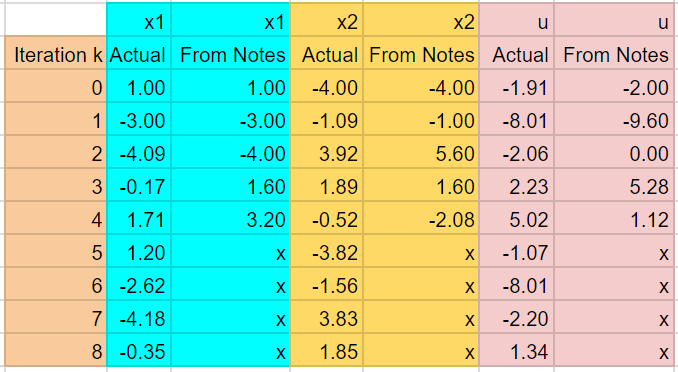 x1 x1 x2 x2 u u
Iteration k Actual From Notes Actual From Notes Actual From Notes
0 1.00 1.00 -4.00 -4.00 -1.91 -2.00
1 -3.00 -3.00 -1.09 -1.00 -8.01 -9.60
2 -4.09 -4.00 3.92 5.60 -2.06 0.00
3 -0.17 1.60 1.89 1.60 2.23 5.28
4 1.71 3.20 -0.52 -2.08 5.02 1.12
5 1.20 x -3.82 x -1.07 x
6 -2.62 x -1.56 x -8.01 x
7 -4.18 x 3.83 x -2.20 x
8 -0.35 x 1.85 x 1.34 x